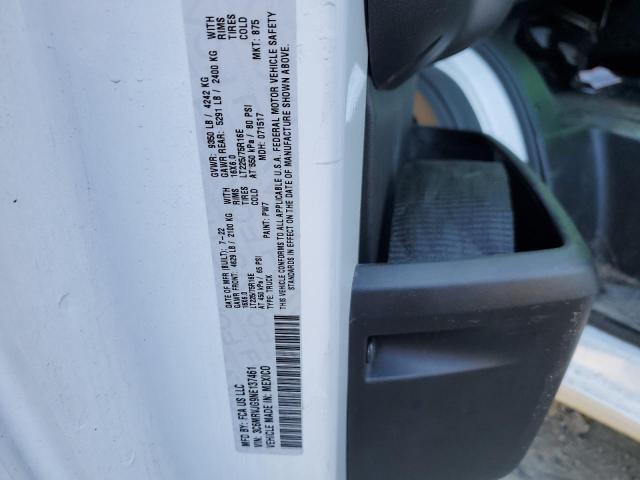 MFD BY: FCA US LLC
VIN: 3C6MRVJG9NE137461
VEHICLE MADE IN: MEXICO
DATE OF MFR (BUILT): 7-22
GVWR: 9350 LB / 4242 KG
GAWR FRONT: 4629 LB / 2100 KG WITH
GAWR REAR: 5291 LB / 2400 KG WITH
16X6.0 RIMS
16X6.0 RIMS
LT225/75R16E TIRES
LT225/75R16E TIRES
AT 450 kPa / 65 PSI COLD
AT 550 kPa / 80 PSI COLD
TYPE: TRUCK PAINT: PW7 MDH: 071517 MKT: 875
THIS VEHICLE CONFORMS TO ALL APPLICABLE U.S.A. FEDERAL MOTOR VEHICLE SAFETY
STANDARDS IN EFFECT ON THE DATE OF MANUFACTURE SHOWN ABOVE.